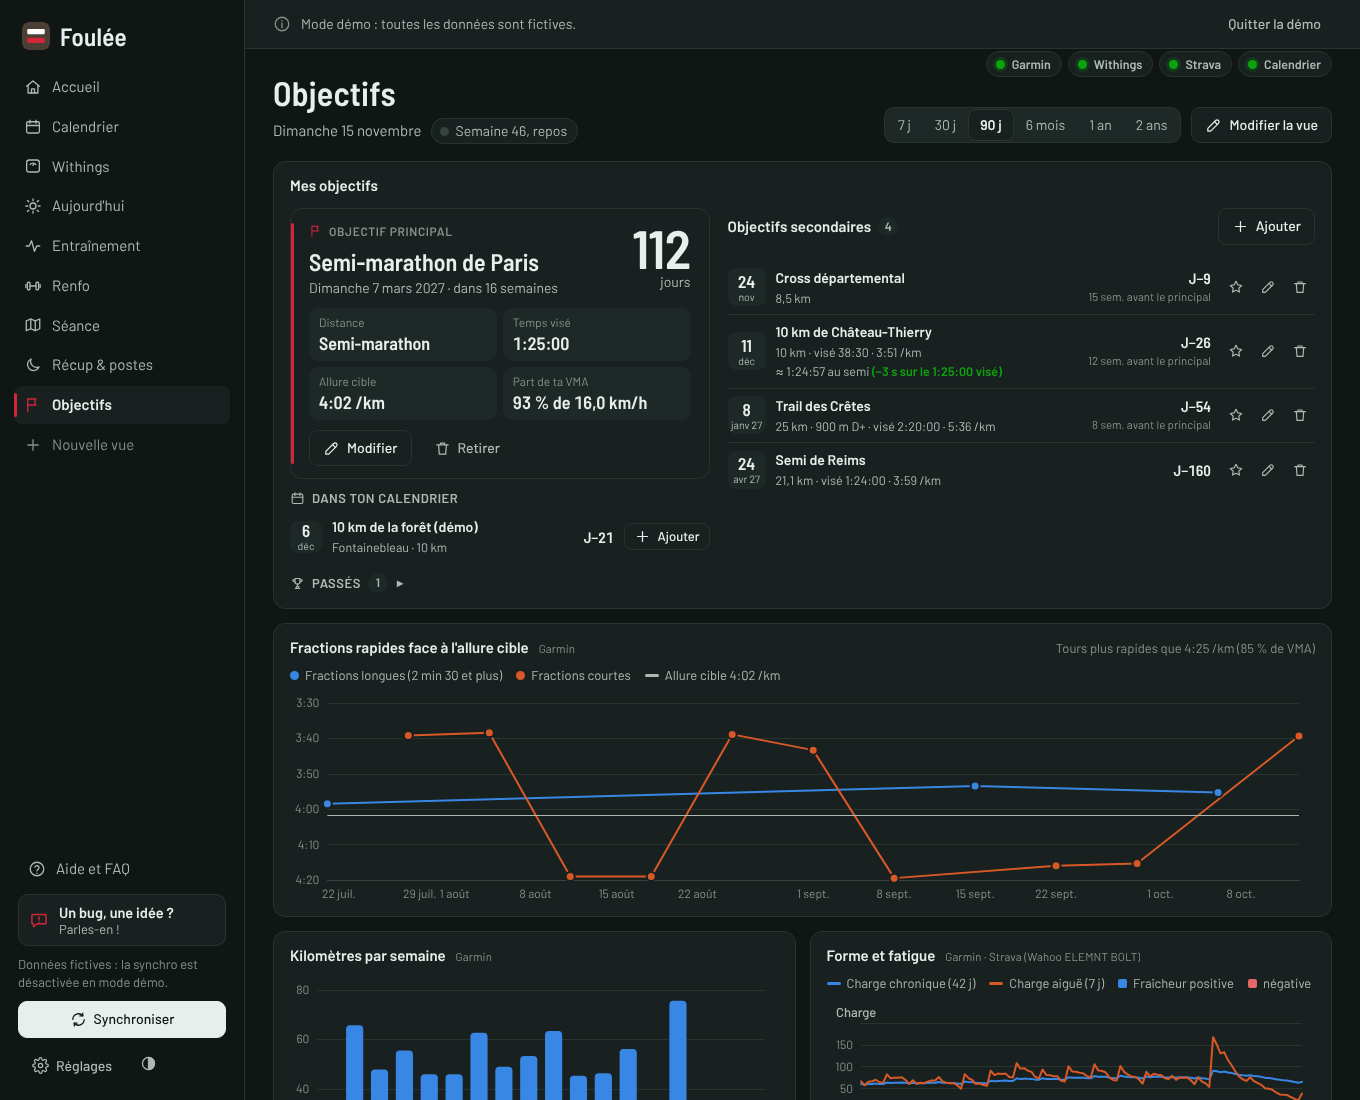 Foulée
Accueil
Calendrier
Withings
Aujourd'hui
Entraînement
Renfo
Séance
Récup & postes
Objectifs
Nouvelle vue
Aide et FAQ
Un bug, une idée ?
Parles-en !
Données fictives : la synchro est
désactivée en mode démo.
Synchroniser
Réglages
Mode démo : toutes les données sont fictives.
Quitter la démo
Garmin
Withings
Strava
Calendrier
Objectifs
Dimanche 15 novembre
Semaine 46, repos
7 j
30 j
90 j
6 mois
1 an
2 ans
Modifier la vue
Mes objectifs
OBJECTIF PRINCIPAL
Semi-marathon de Paris
Dimanche 7 mars 2027 · dans 16 semaines
112
jours
Distance
Semi-marathon
Temps visé
1:25:00
Allure cible
4:02 /km
Part de ta VMA
93 % de 16,0 km/h
Modifier
Retirer
DANS TON CALENDRIER
6
déc
10 km de la forêt (démo)
Fontainebleau · 10 km
J–21
Ajouter
PASSÉS 1 ▸
Objectifs secondaires 4
Ajouter
24
nov
Cross départemental
8,5 km
J–9
15 sem. avant le principal
11
déc
10 km de Château-Thierry
10 km · visé 38:30 · 3:51 /km
≈ 1:24:57 au semi (−3 s sur le 1:25:00 visé)
J–26
12 sem. avant le principal
8
janv 27
Trail des Crêtes
25 km · 900 m D+ · visé 2:20:00 · 5:36 /km
J–54
8 sem. avant le principal
24
avr 27
Semi de Reims
21,1 km · visé 1:24:00 · 3:59 /km
J–160
Fractions rapides face à l'allure cible Garmin
Tours plus rapides que 4:25 /km (85 % de VMA)
Fractions longues (2 min 30 et plus)
Fractions courtes
Allure cible 4:02 /km
3:30
3:40
3:50
4:00
4:10
4:20
22 juil.
29 juil.
1 août
8 août
15 août
22 août
1 sept.
8 sept.
15 sept.
22 sept.
1 oct.
8 oct.
Kilomètres par semaine Garmin
80
60
40
Forme et fatigue Garmin · Strava (Wahoo ELEMNT BOLT)
Charge chronique (42 j)
Charge aiguë (7 j)
Fraîcheur positive
négative
Charge
150
100
50